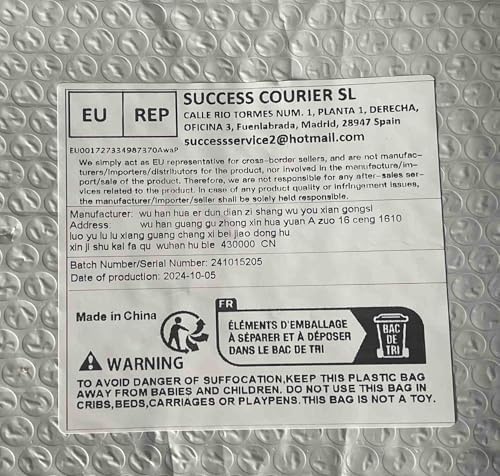 EU REP
SUCCESS COURIER SL
CALLE RIO TORMES NUM. 1, PLANTA 1, DERECHA,
OFICINA 3, Fuenlabrada, Madrid, 28947 Spain
successservice2@hotmail.com
EU001727334987370AwaP
We simply act as EU representative for cross-border sellers, and are not manufac-
turers/importers/distributors for the product, nor involved in the manufacture/im-
port/sale of the product. Therefore, we are not responsible for any after-sales ser-
vices related to the product. In case of any product quality or infringement issues,
the manufacturer/importer/seller shall be solely held responsible.
Manufacturer: wu han hua er dun dian zi shang wu you xian gongsi
Address: wu han guang gu zhong xin hua yuan A zuo 16 ceng 1610
luo yu lu lu xiang guang chang xi bei jiao dong hu
xin ji shu kai fa qu wuhan hu bie 430000 CN
Batch Number/Serial Number: 241015205
Date of production: 2024-10-05
Made in China
FR
ÉLÉMENTS D'EMBALLAGE
À SÉPARER ET À DÉPOSER
DANS LE BAC DE TRI
BAC
DE
TRI
WARNING
TO AVOID DANGER OF SUFFOCATION,KEEP THIS PLASTIC BAG
AWAY FROM BABIES AND CHILDREN. DO NOT USE THIS BAG IN
CRIBS,BEDS,CARRIAGES OR PLAYPENS.THIS BAG IS NOT A TOY.